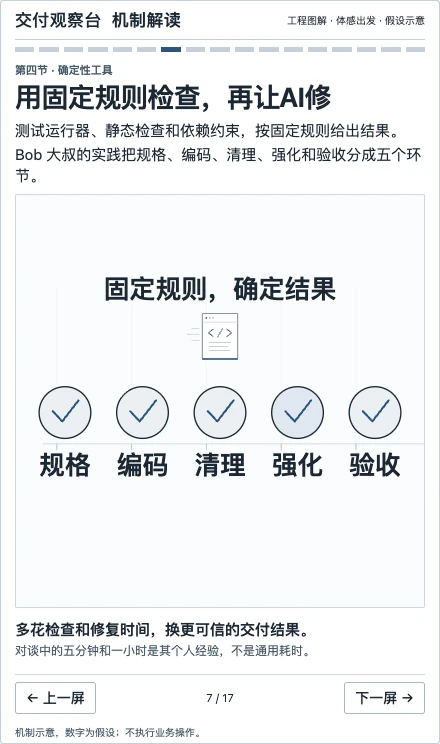 交付观察台 机制解读
工程图解 · 体感出发 · 假设示意
第四节 · 确定性工具
用固定规则检查，再让AI修
测试运行器、静态检查和依赖约束，按固定规则给出结果。
Bob 大叔的实践把规格、编码、清理、强化和验收分成五个环
节。
固定规则，确定结果
</>
规格 编码 清理 强化 验收
多花检查和修复时间，换更可信的交付结果。
对谈中的五分钟和一小时是其个人经验，不是通用耗时。
← 上一屏 7 / 17 下一屏 →
机制示意，数字为假设；不执行业务操作。